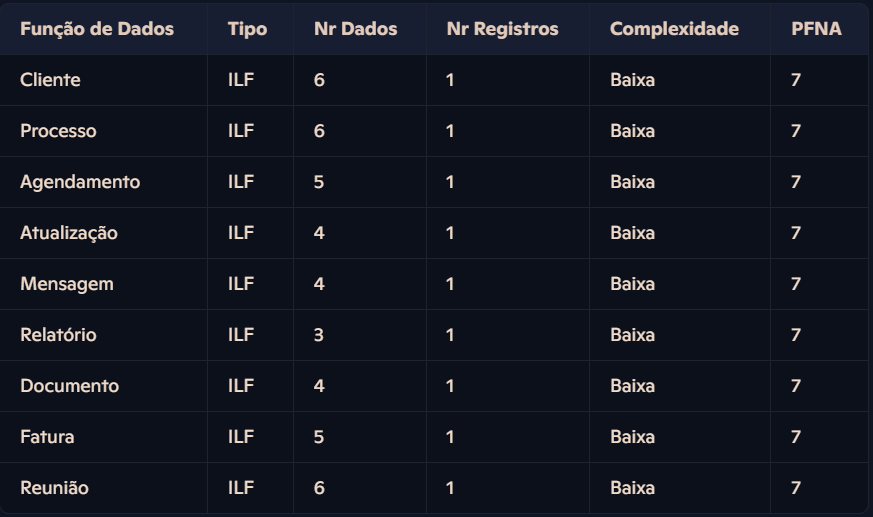 Função de Dados Tipo Nr Dados Nr Registros Complexidade PFNA
Cliente ILF 6 1 Baixa 7
Processo ILF 6 1 Baixa 7
Agendamento ILF 5 1 Baixa 7
Atualização ILF 4 1 Baixa 7
Mensagem ILF 4 1 Baixa 7
Relatório ILF 3 1 Baixa 7
Documento ILF 4 1 Baixa 7
Fatura ILF 5 1 Baixa 7
Reunião ILF 6 1 Baixa 7